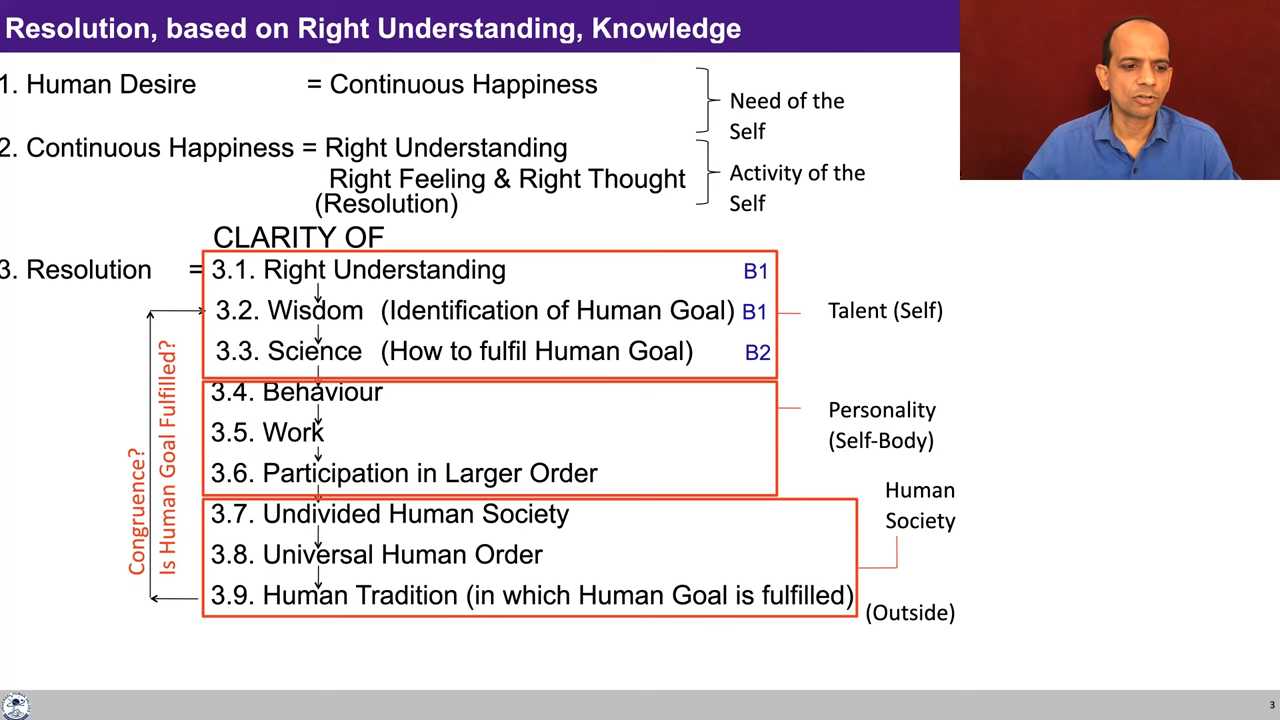 Resolution, based on Right Understanding, Knowledge
1. Human Desire = Continuous Happiness
Need of the
Self
2. Continuous Happiness = Right Understanding
Right Feeling & Right Thought
(Resolution)
Activity of the
Self
CLARITY OF
3. Resolution = 3.1. Right Understanding B1
3.2. Wisdom (Identification of Human Goal) B1
3.3. Science (How to fulfil Human Goal) B2
Talent (Self)
3.4. Behaviour
3.5. Work
3.6. Participation in Larger Order
Personality
(Self-Body)
3.7. Undivided Human Society
3.8. Universal Human Order
3.9. Human Tradition (in which Human Goal is fulfilled)
Human
Society
(Outside)
Congruence?
Is Human Goal Fulfilled?
3